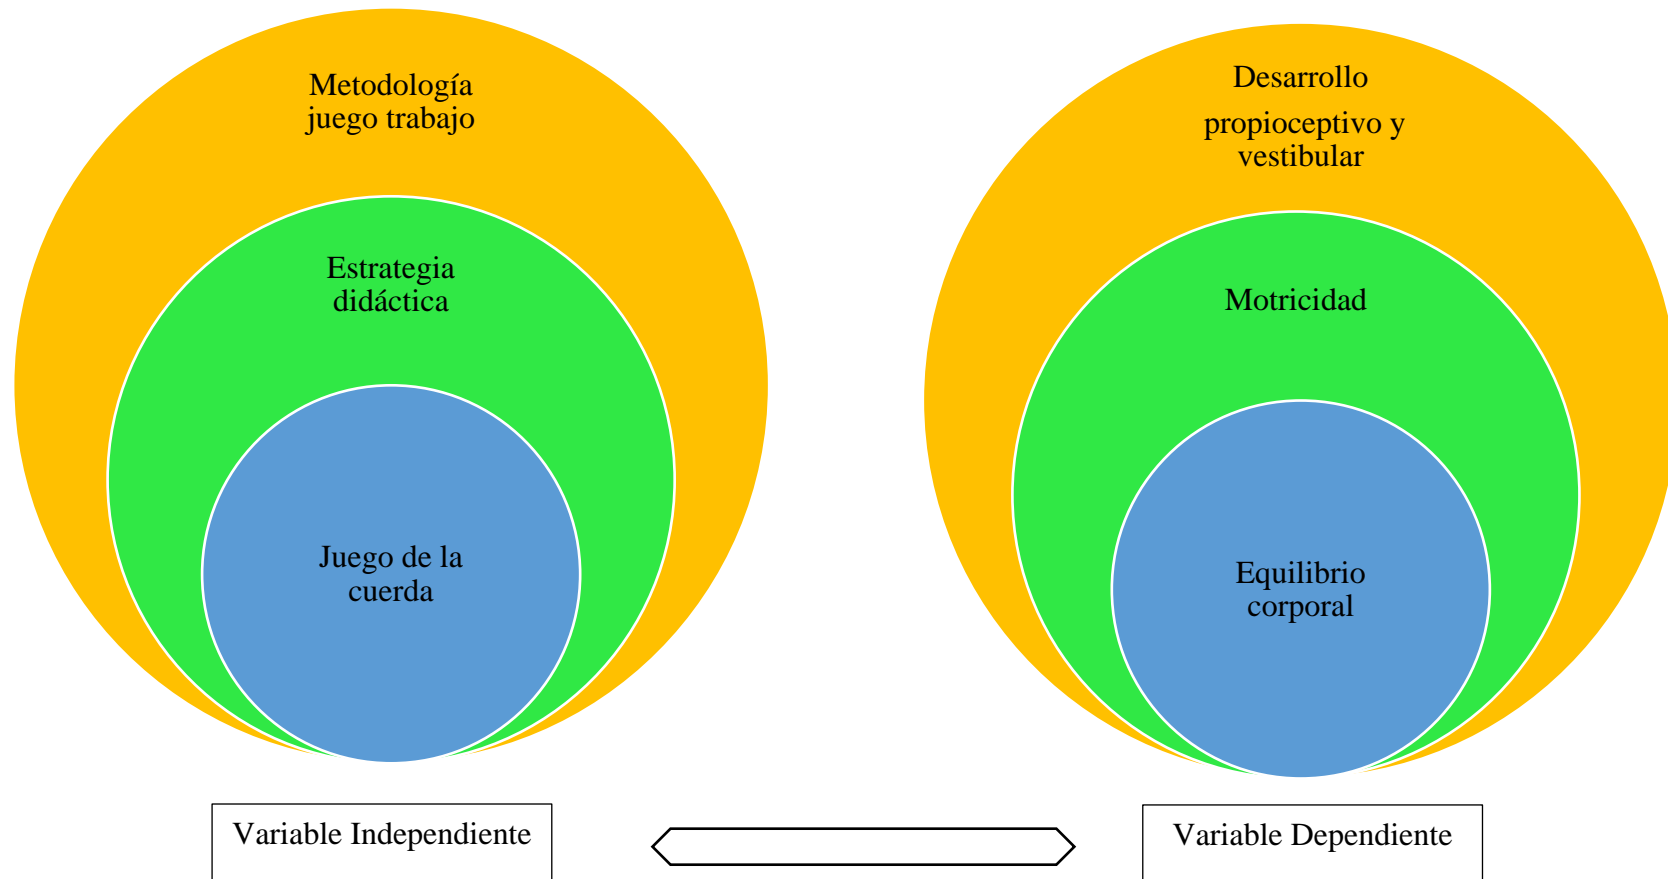 Metodología
juego trabajo
Estrategia
didáctica
Juego de la
cuerda
Variable Independiente
Desarrollo
propioceptivo y
vestibular
Motricidad
Equilibrio
corporal
Variable Dependiente